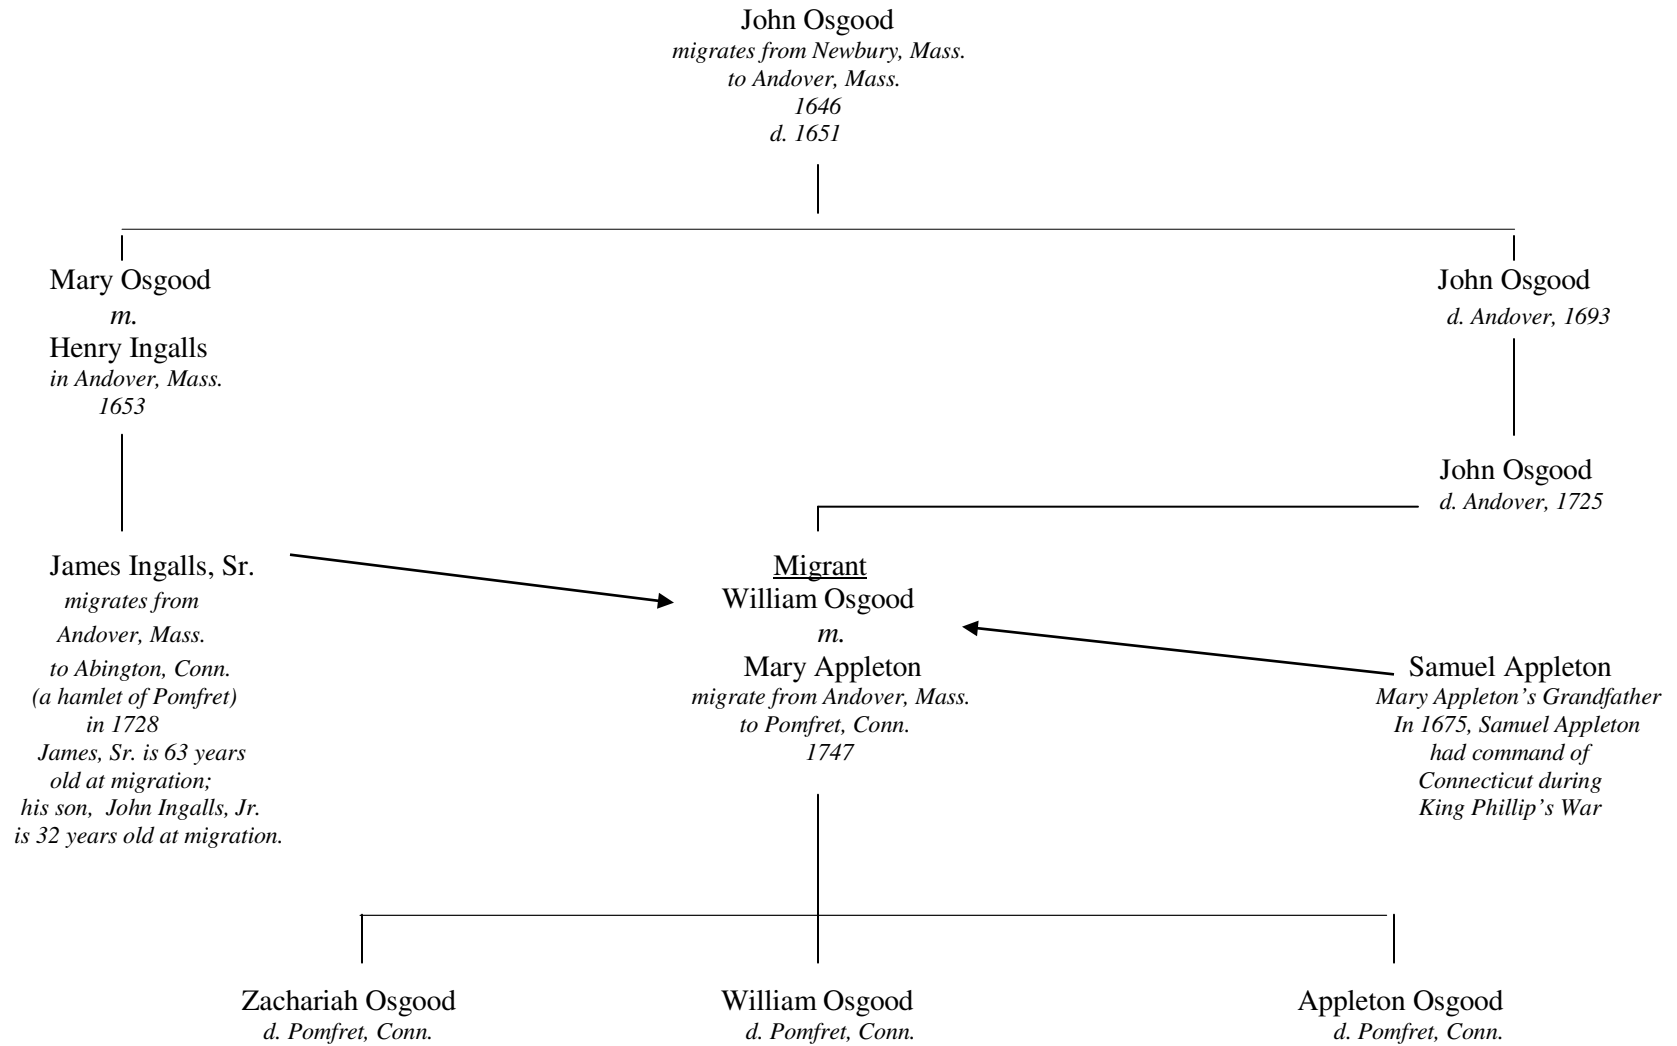 John Osgood
migrates from Newbury, Mass.
to Andover, Mass.
1646
d. 1651
Mary Osgood
m.
Henry Ingalls
in Andover, Mass.
1653
John Osgood
d. Andover, 1693
John Osgood
d. Andover, 1725
James Ingalls, Sr.
migrates from
Andover, Mass.
to Abington, Conn.
(a hamlet of Pomfret)
in 1728
James, Sr. is 63 years
old at migration;
his son, John Ingalls, Jr.
is 32 years old at migration.
Migrant
William Osgood
m.
Mary Appleton
migrate from Andover, Mass.
to Pomfret, Conn.
1747
Samuel Appleton
Mary Appleton’s Grandfather
In 1675, Samuel Appleton
had command of
Connecticut during
King Phillip’s War
Zachariah Osgood
d. Pomfret, Conn.
William Osgood
d. Pomfret, Conn.
Appleton Osgood
d. Pomfret, Conn.